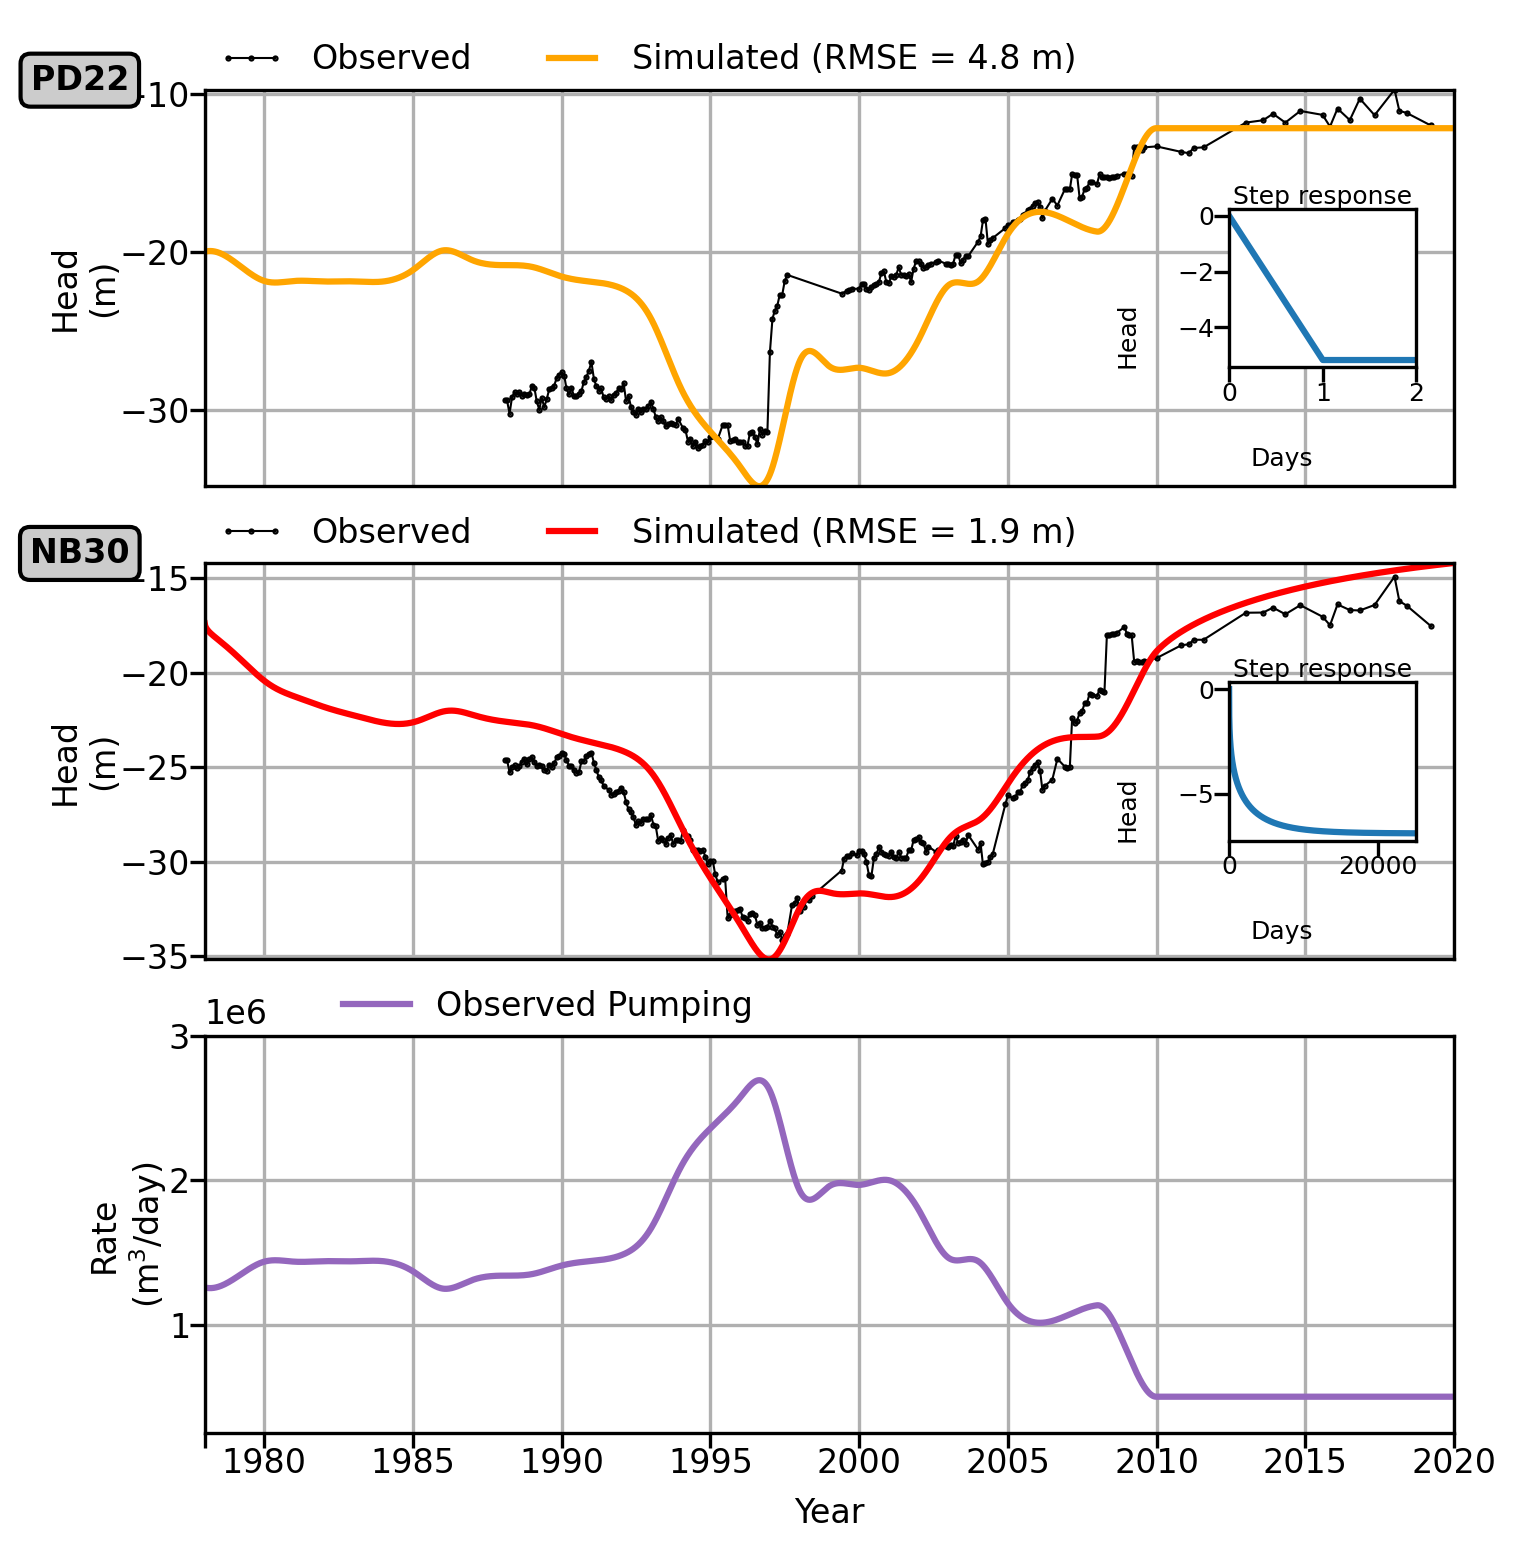 Observed Simulated (RMSE = 4.8 m)
PD22
−10
−20
−30
Head
(m)
Step response
0
−2
−4
Head
0 1 2
Days
Observed Simulated (RMSE = 1.9 m)
NB30
−15
−20
−25
−30
−35
Head
(m)
Step response
0
−5
Head
0 20000
Days
1e6 Observed Pumping
3
2
1
Rate
(m³/day)
1980 1985 1990 1995 2000 2005 2010 2015 2020
Year